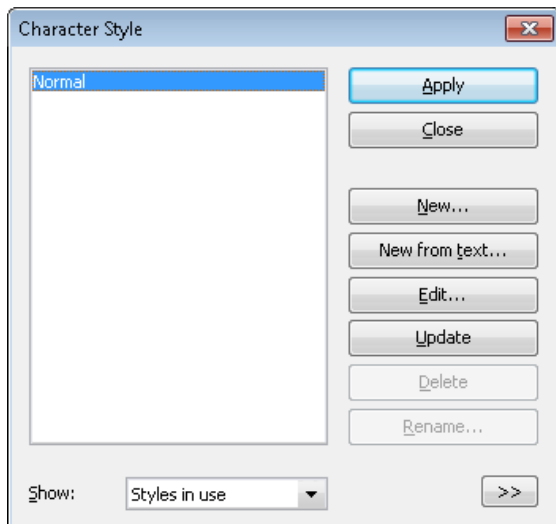 Character Style
Normal
Apply
Close
New...
New from text...
Edit...
Update
Delete
Rename...
Show:
Styles in use
>>